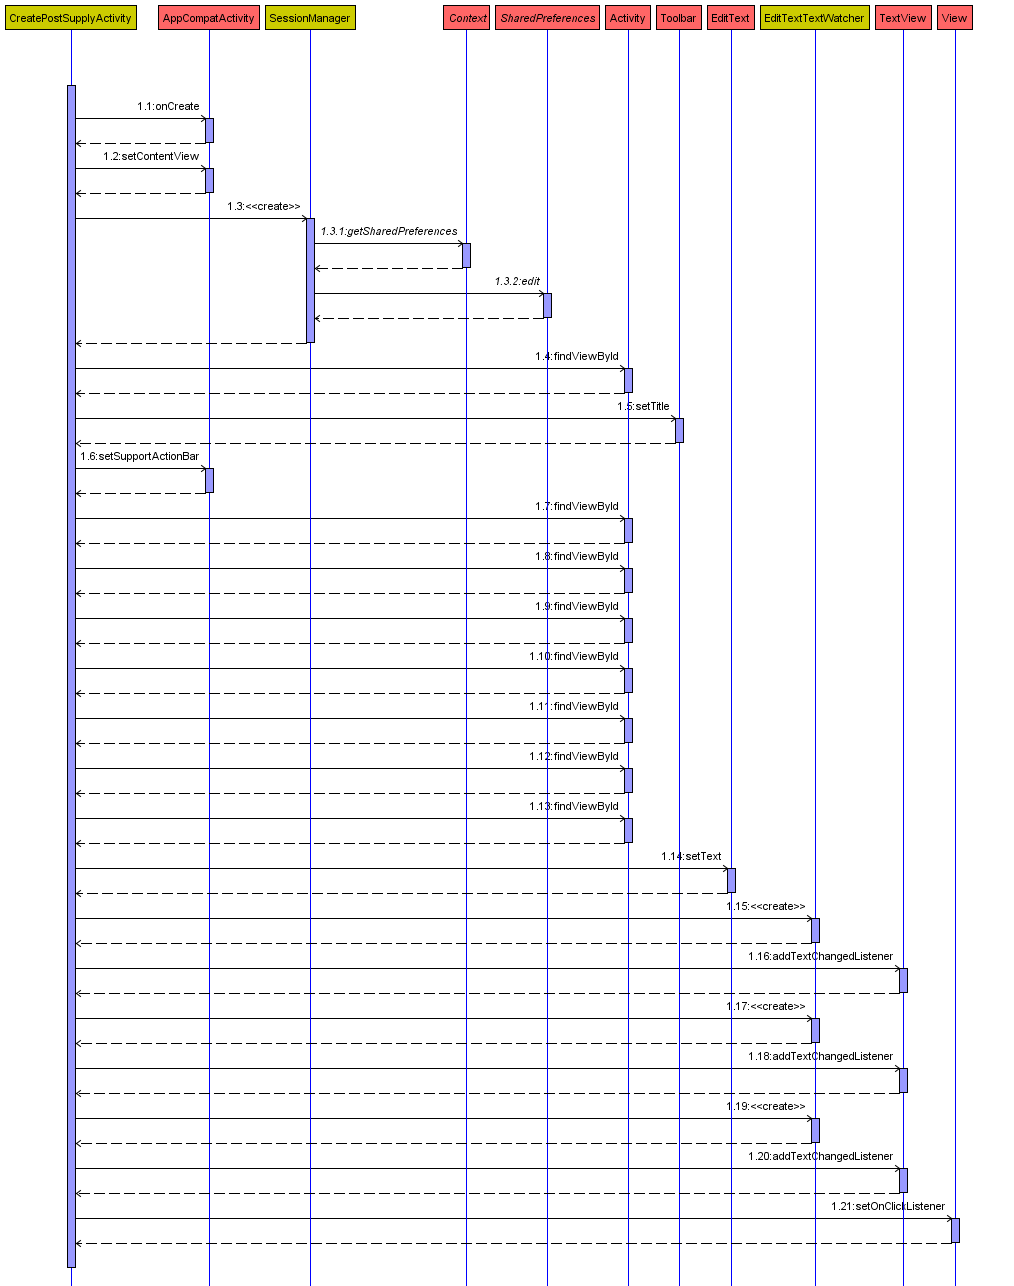 CreatePostSupplyActivity
AppCompatActivity
SessionManager
Context
SharedPreferences
Activity
Toolbar
EditText
EditTextTextWatcher
TextView
View
1.1:onCreate
1.2:setContentView
1.3:<<create>>
1.3.1:getSharedPreferences
1.3.2:edit
1.4:findViewById
1.5:setTitle
1.6:setSupportActionBar
1.7:findViewById
1.8:findViewById
1.9:findViewById
1.10:findViewById
1.11:findViewById
1.12:findViewById
1.13:findViewById
1.14:setText
1.15:<<create>>
1.16:addTextChangedListener
1.17:<<create>>
1.18:addTextChangedListener
1.19:<<create>>
1.20:addTextChangedListener
1.21:setOnClickListener